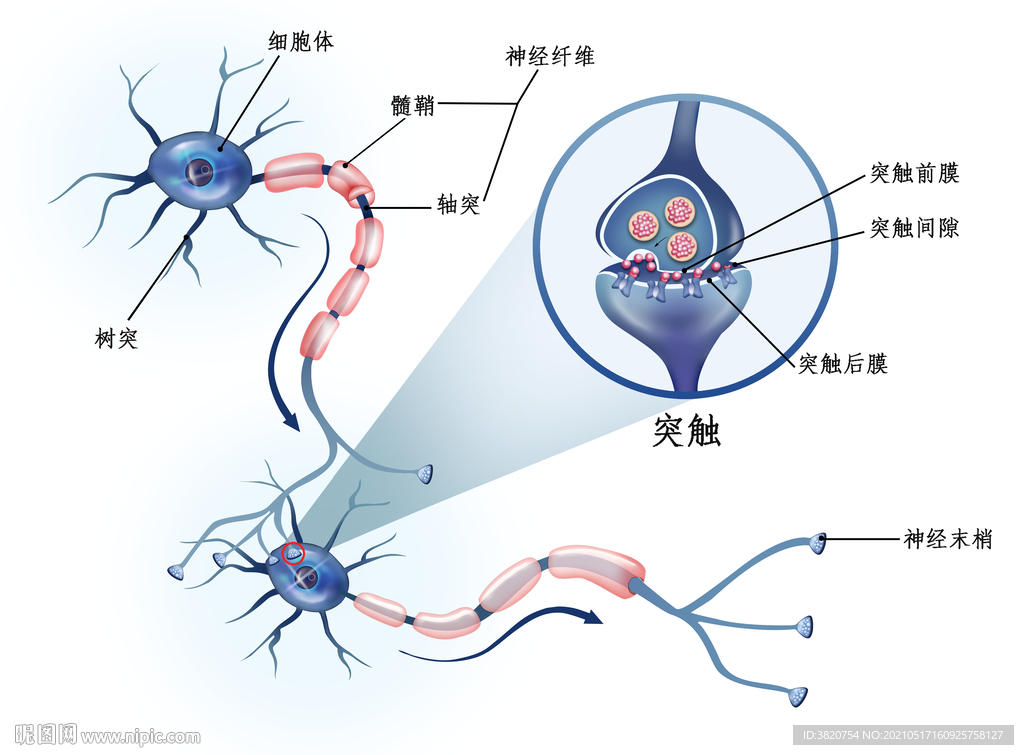 细胞体
神经纤维
髓鞘
轴突
树突
突触前膜
突触间隙
突触后膜
突触
神经末梢
昵图网 www.nipic.com
ID:3820754 NO:20210517160925758127